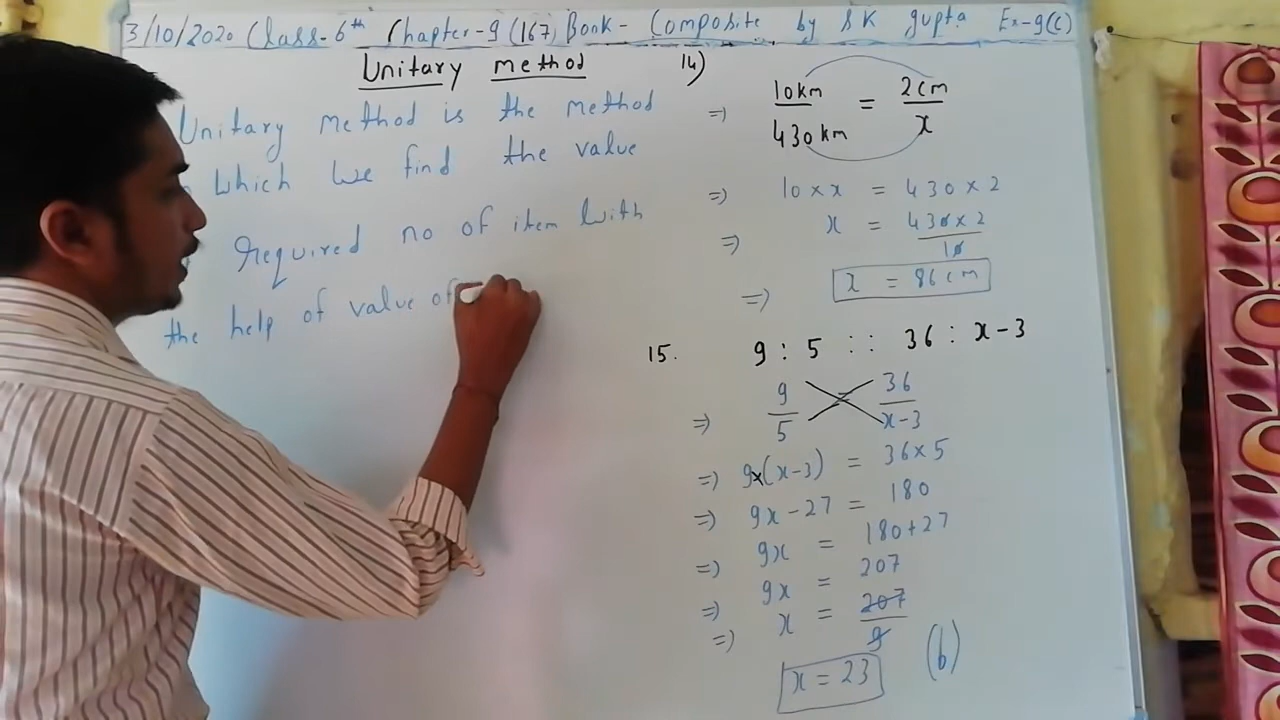 3/10/2020 Class-6th Chapter-9 (167) Book- Composite by S K gupta Ex-9(C)
Unitary method
Unitary method is the method
which we find the value
required no of item with
the help of value of
14)
=> 10km/430km = 2cm/x
=> 10 × x = 430 × 2
=> x = 430 × 2/10
=> x = 86 cm
15. 9 : 5 :: 36 : x-3
=> 9/5 = 36/x-3
=> 9×(x-3) = 36×5
=> 9x-27 = 180
=> 9x = 180+27
=> 9x = 207
=> x = 207/9
x = 23 (b)